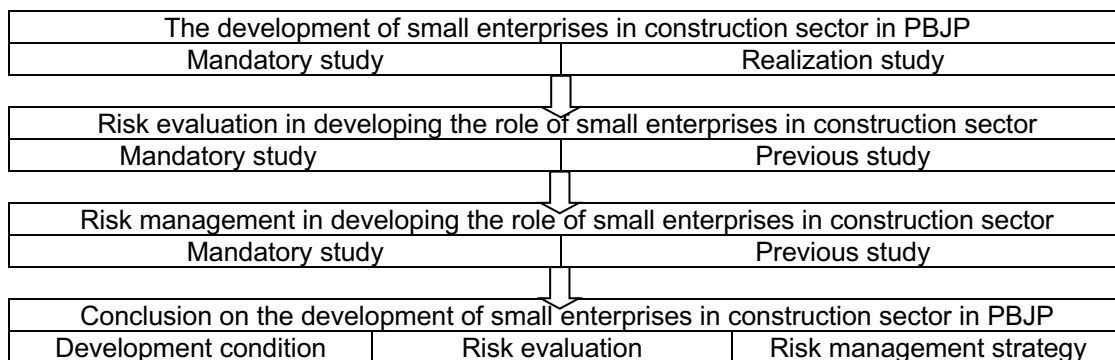 The development of small enterprises in construction sector in PBJP
Mandatory study Realization study
Risk evaluation in developing the role of small enterprises in construction sector
Mandatory study Previous study
Risk management in developing the role of small enterprises in construction sector
Mandatory study Previous study
Conclusion on the development of small enterprises in construction sector in PBJP
Development condition Risk evaluation Risk management strategy